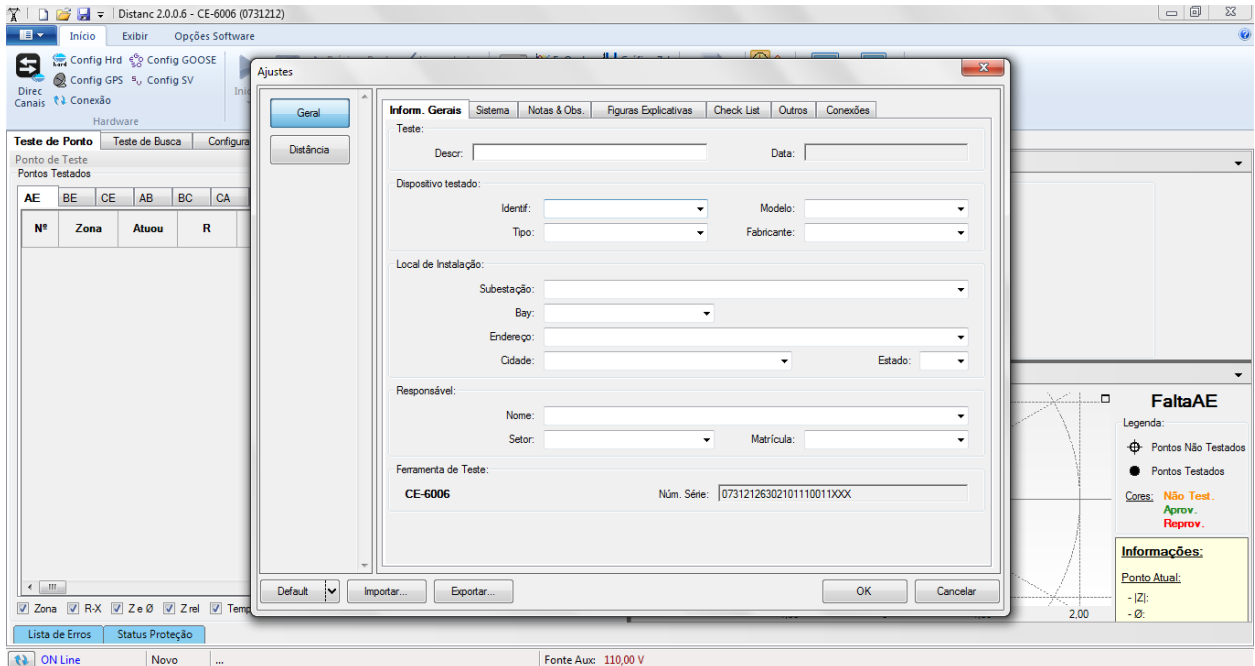 Distanc 2.0.0.6 - CE-6006 (0731212)
Início Exibir Opções Software
Direc Canais
Config Hrd Config GOOSE
Config GPS Config SV
Conexão
Hardware
Teste de Ponto Teste de Busca Configura
Ponto de Teste
Pontos Testados
AE BE CE AB BC CA
Nº Zona Atuou R
Ajustes
Geral
Distância
Inform. Gerais Sistema Notas & Obs. Figuras Explicativas Check List Outros Conexões
Teste:
Descr: Data:
Dispositivo testado:
Identif: Modelo:
Tipo: Fabricante:
Local de Instalação:
Subestação:
Bay:
Endereço:
Cidade: Estado:
Responsável:
Nome:
Setor: Matrícula:
Ferramenta de Teste:
CE-6006 Núm. Série: 07312126302101110011XXX
Default Importar... Exportar... OK Cancelar
FaltaAE
Legenda:
Pontos Não Testados
Pontos Testados
Cores: Não Test.
Aprov.
Reprov.
Informações:
Ponto Atual:
- |Z|:
- Ø:
2,00
Zona R-X Z e Ø Z rel Temp
Lista de Erros Status Proteção
ON Line Novo ... Fonte Aux: 110,00 V